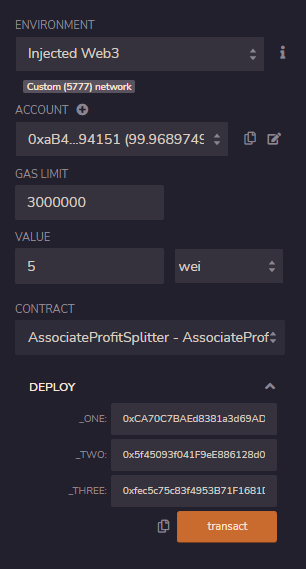 ENVIRONMENT
Injected Web3
Custom (5777) network
ACCOUNT
0xaB4...94151 (99.9689749
GAS LIMIT
3000000
VALUE
5 wei
CONTRACT
AssociateProfitSplitter - AssociateProf
DEPLOY
_ONE: 0xCA70C7BAEd8381a3d69AD
_TWO: 0x5f45093f041F9eE886128d0
_THREE: 0xfec5c75c83f4953B71F1681
transact